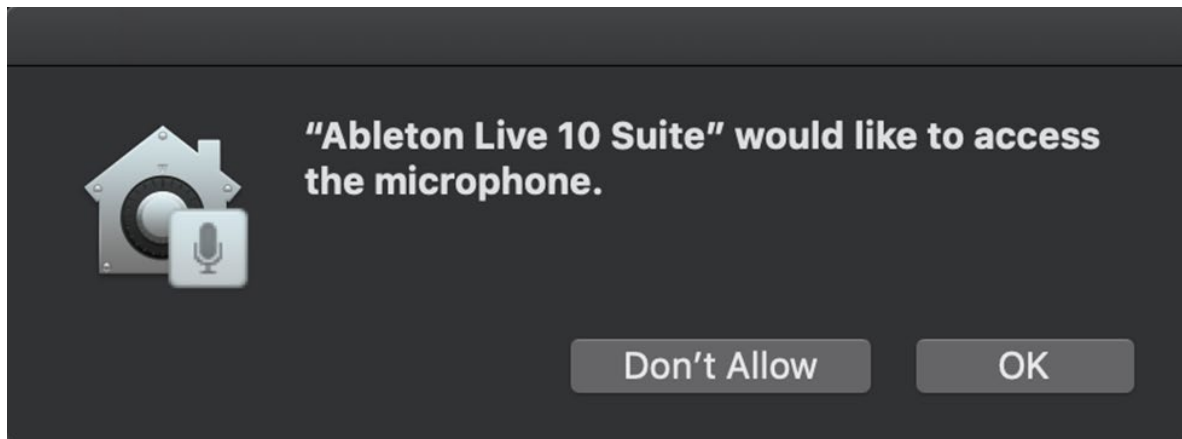 “Ableton Live 10 Suite” would like to access
the microphone.
Don’t Allow
OK